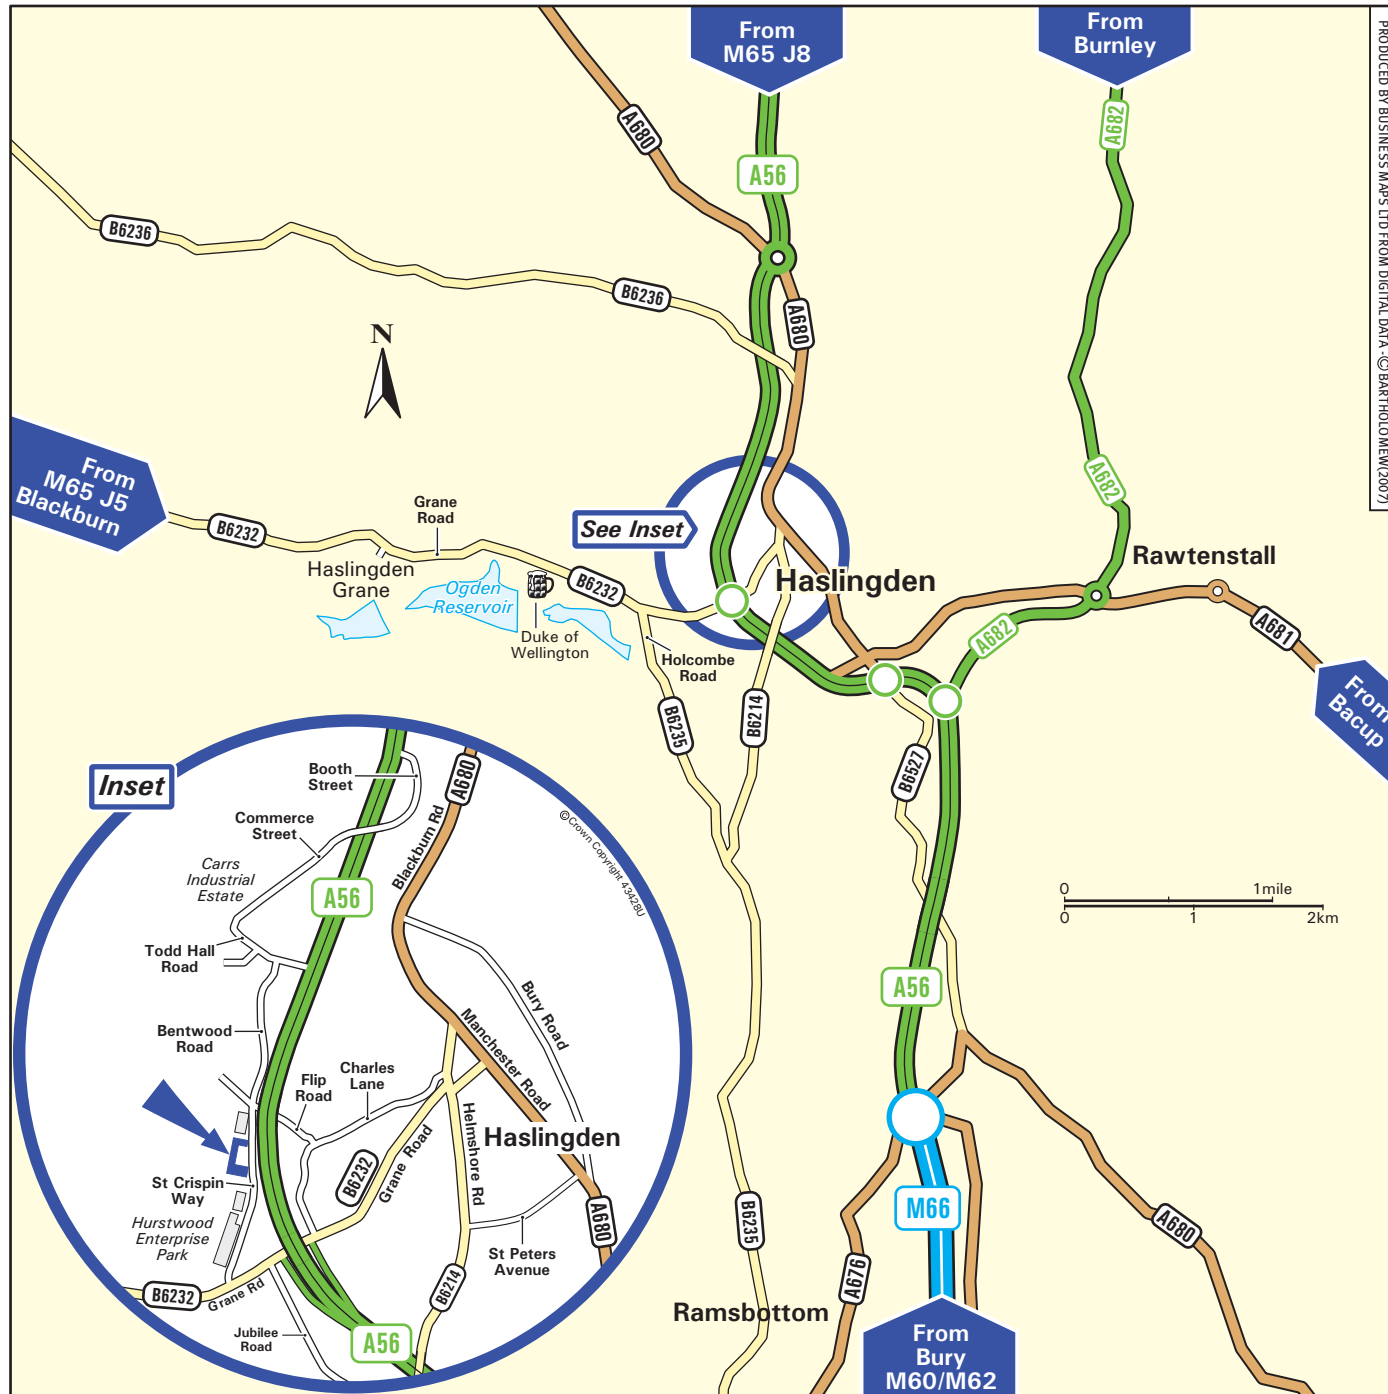 From
M65 J8
From
Burnley
PRODUCED BY BUSINESS MAPS LTD FROM DIGITAL DATA - © BARTHOLOMEW(2007)
A680
A682
A56
B6236
B6236
A680
N
From
M65 J5
Blackburn
B6232
Grane
Road
See Inset
A682
Haslingden
Grane
Ogden
Reservoir
B6232
Duke of
Wellington
Haslingden
Rawtenstall
Holcombe
Road
A682
A681
From
Bacup
B6235
B6214
B6527
Inset
Booth
Street
A680
Commerce
Street
Blackburn Rd
©Crown Copyright 43428U
Carrs
Industrial
Estate
A56
0
1mile
0
1
2km
Todd Hall
Road
Bury Road
A56
Bentwood
Road
Manchester Road
Flip
Road
Charles
Lane
Helmshore Rd
Haslingden
Grane Road
B6232
St Crispin
Way
Hurstwood
Enterprise
Park
A680
St Peters
Avenue
B6214
B6232
Grane Rd
Jubilee
Road
A56
B6235
M66
A680
A676
Ramsbottom
From
Bury
M60/M62